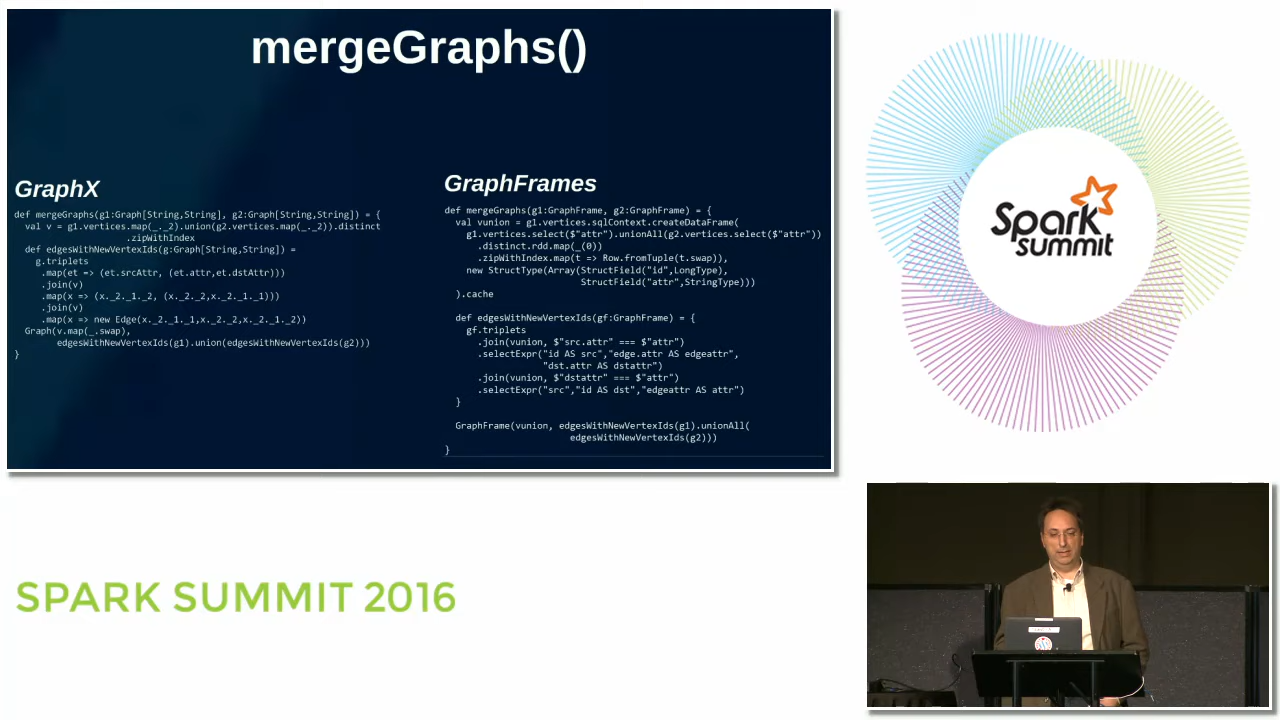 mergeGraphs()
GraphX
def mergeGraphs(g1:Graph[String,String], g2:Graph[String,String]) = {
  val v = g1.vertices.map(_._2).union(g2.vertices.map(_._2)).distinct
                     .zipWithIndex
  def edgesWithNewVertexIds(g:Graph[String,String]) =
    g.triplets
     .map(et => (et.srcAttr, (et.attr,et.dstAttr)))
     .join(v)
     .map(x => (x._2._1._2, (x._2._2,x._2._1._1)))
     .join(v)
     .map(x => new Edge(x._2._1._1,x._2._2,x._2._1._2))
  Graph(v.map(_.swap),
        edgesWithNewVertexIds(g1).union(edgesWithNewVertexIds(g2)))
}
GraphFrames
def mergeGraphs(g1:GraphFrame, g2:GraphFrame) = {
  val vunion = g1.vertices.sqlContext.createDataFrame(
    g1.vertices.select($"attr").unionAll(g2.vertices.select($"attr"))
      .distinct.rdd.map(_(0))
      .zipWithIndex.map(t => Row.fromTuple(t.swap)),
    new StructType(Array(StructField("id",LongType),
                         StructField("attr",StringType)))
  ).cache
  def edgesWithNewVertexIds(gf:GraphFrame) = {
    gf.triplets
      .join(vunion, $"src.attr" === $"attr")
      .selectExpr("id AS src","edge.attr AS edgeattr",
                  "dst.attr AS dstattr")
      .join(vunion, $"dstattr" === $"attr")
      .selectExpr("src","id AS dst","edgeattr AS attr")
  }
  GraphFrame(vunion, edgesWithNewVertexIds(g1).unionAll(
                       edgesWithNewVertexIds(g2)))
}
Spark
summit
SPARK SUMMIT 2016